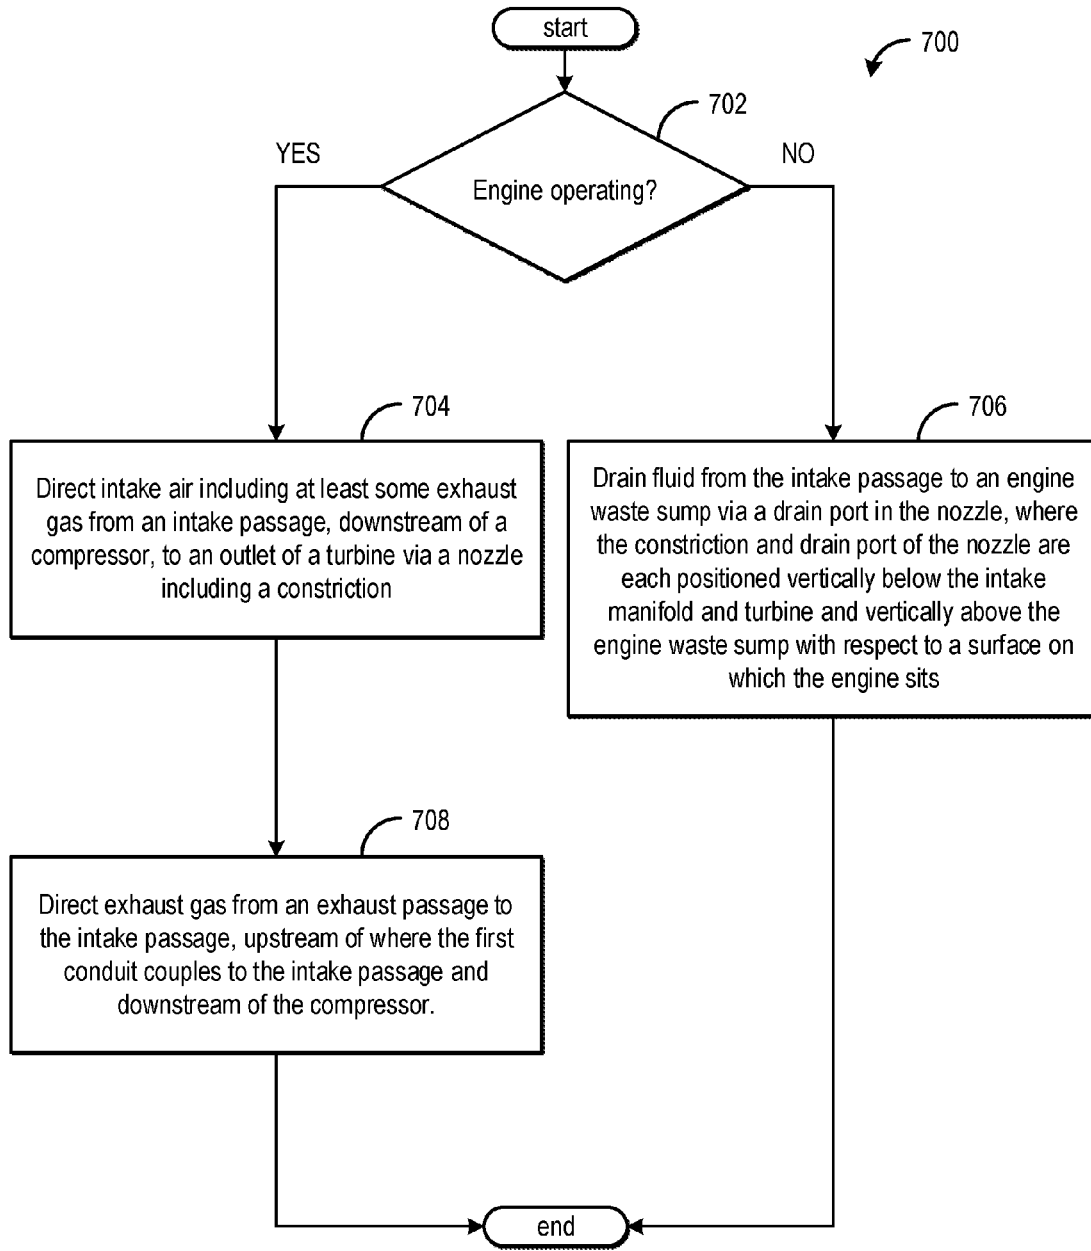 start
700
702
YES
NO
Engine operating?
704
706
Direct intake air including at least some exhaust
gas from an intake passage, downstream of a
compressor, to an outlet of a turbine via a nozzle
including a constriction
Drain fluid from the intake passage to an engine
waste sump via a drain port in the nozzle, where
the constriction and drain port of the nozzle are
each positioned vertically below the intake
manifold and turbine and vertically above the
engine waste sump with respect to a surface on
which the engine sits
708
Direct exhaust gas from an exhaust passage to
the intake passage, upstream of where the first
conduit couples to the intake passage and
downstream of the compressor.
end